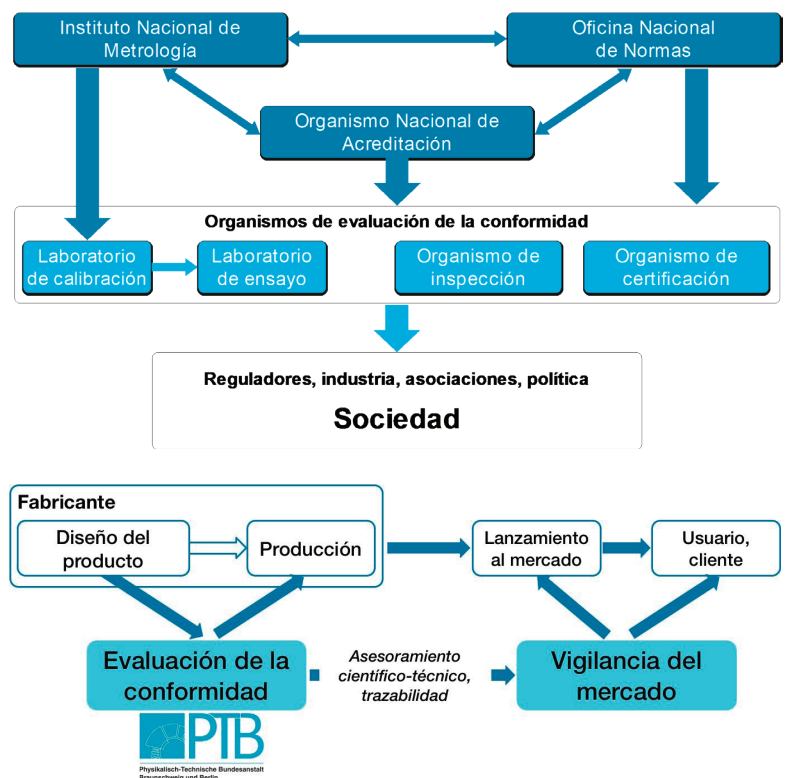 Instituto Nacional de
Metrología
Oficina Nacional
de Normas
Organismo Nacional de
Acreditación
Organismos de evaluación de la conformidad
Laboratorio
de calibración
Laboratorio
de ensayo
Organismo de
inspección
Organismo de
certificación
Reguladores, industria, asociaciones, política
Sociedad
Fabricante
Diseño del
producto
Producción
Lanzamiento
al mercado
Usuario,
cliente
Evaluación de la
conformidad
Asesoramiento
científico-técnico,
trazabilidad
Vigilancia del
mercado
PTB
Physikalisch-Technische Bundesanstalt
Braunschweig und Berlin